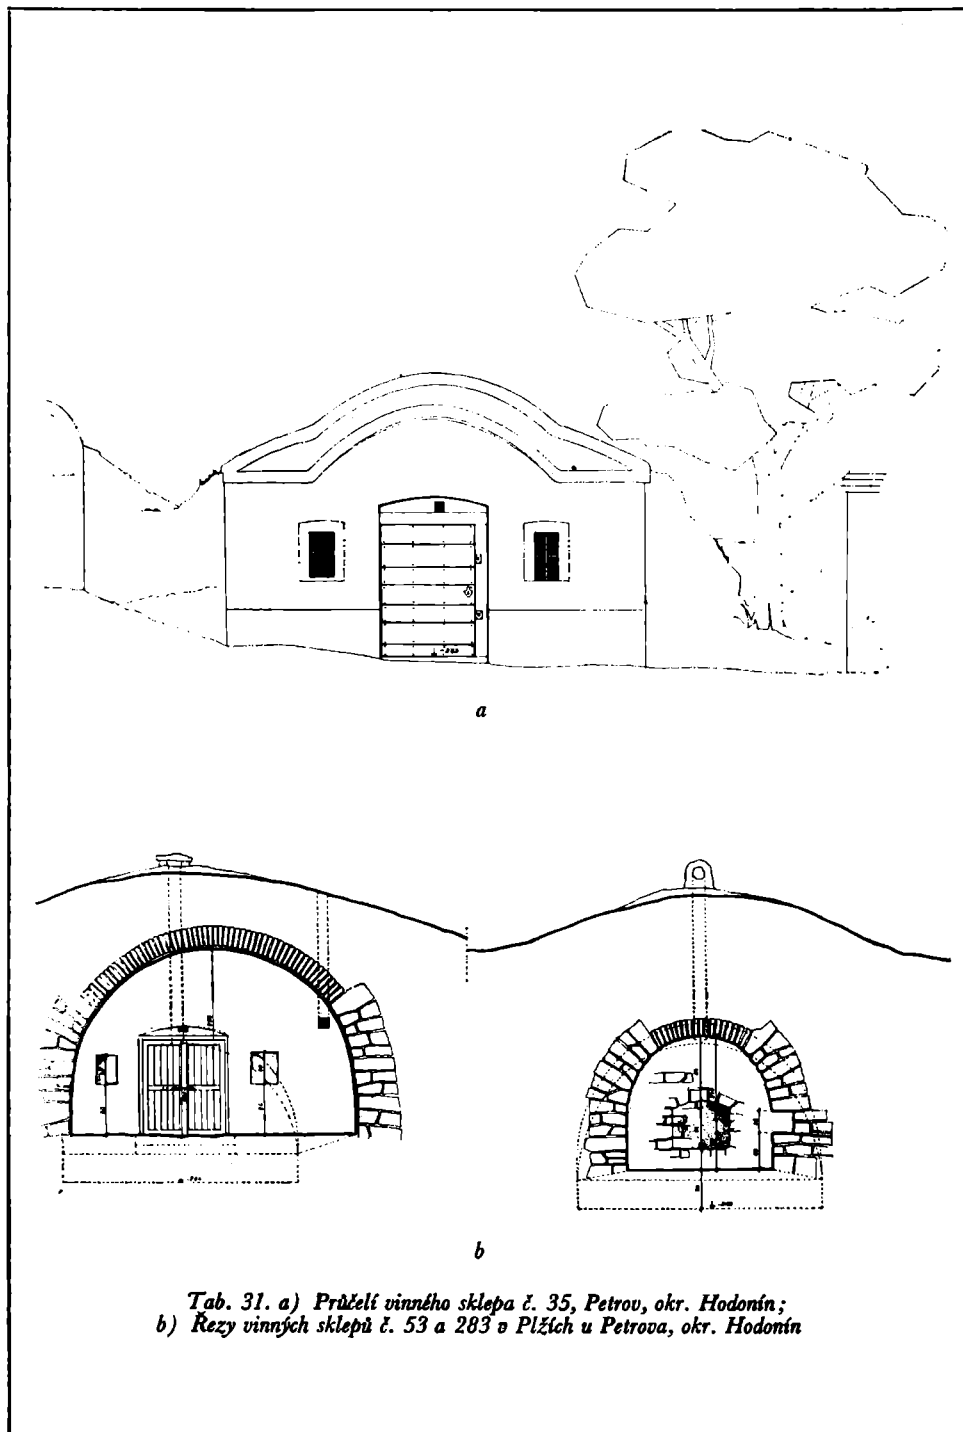 a
b
Tab. 31. a) Průčelí vinného sklepa č. 35, Petrov, okr. Hodonín;
b) Řezy vinných sklepů č. 53 a 283 v Plžích u Petrova, okr. Hodonín